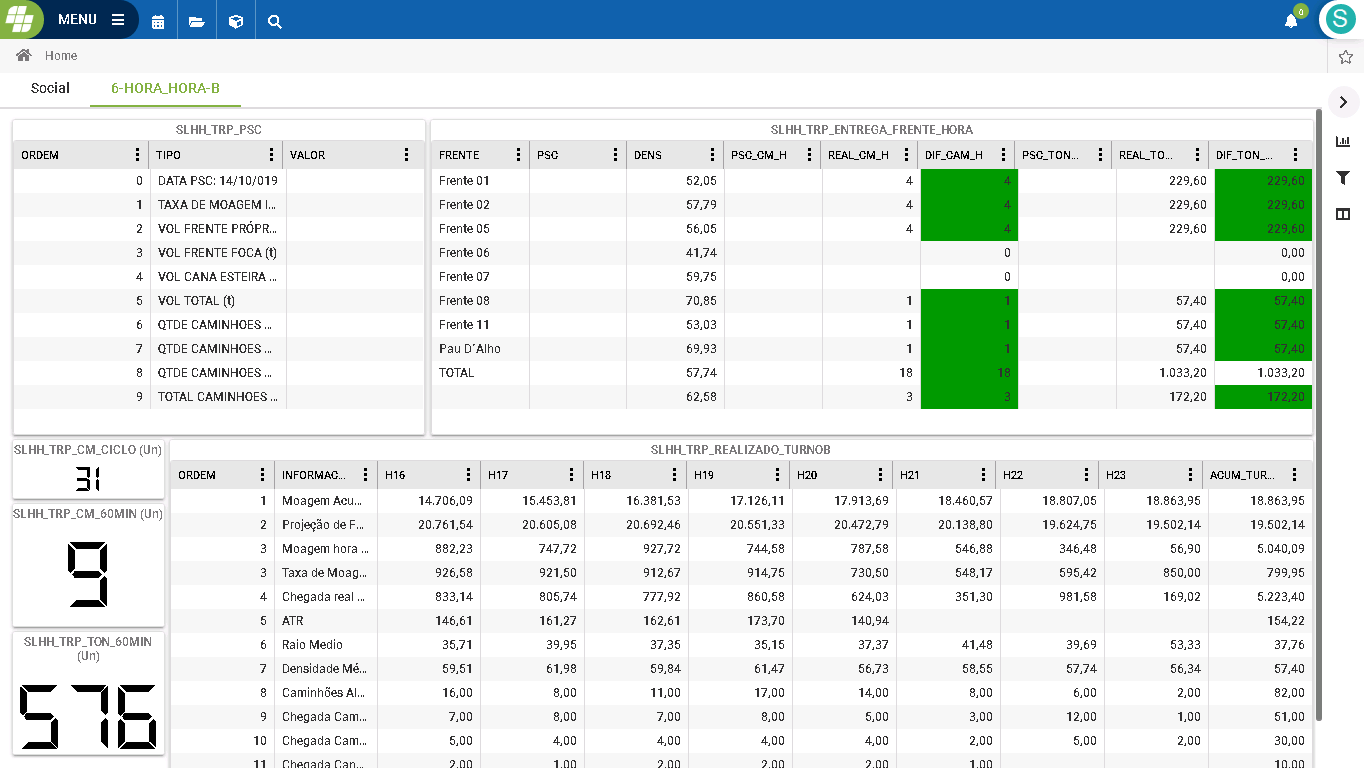 MENU
0
S
Home
Social 6-HORA_HORA-B
SLHH_TRP_PSC
ORDEM TIPO VALOR
0 DATA PSC: 14/10/019
1 TAXA DE MOAGEM I...
2 VOL FRENTE PRÓPR...
3 VOL FRENTE FOCA (t)
4 VOL CANA ESTEIRA ...
5 VOL TOTAL (t)
6 QTDE CAMINHOES ...
7 QTDE CAMINHOES ...
8 QTDE CAMINHOES ...
9 TOTAL CAMINHOES ...
SLHH_TRP_ENTREGA_FRENTE_HORA
FRENTE PSC DENS PSC_CM_H REAL_CM_H DIF_CAM_H PSC_TON... REAL_TO... DIF_TON_...
Frente 01 52,05 4 4 229,60 229,60
Frente 02 57,79 4 4 229,60 229,60
Frente 05 56,05 4 4 229,60 229,60
Frente 06 41,74 0 0,00
Frente 07 59,75 0 0,00
Frente 08 70,85 1 1 57,40 57,40
Frente 11 53,03 1 1 57,40 57,40
Pau D´Alho 69,93 1 1 57,40 57,40
TOTAL 57,74 18 18 1.033,20 1.033,20
62,58 3 3 172,20 172,20
SLHH_TRP_CM_CICLO (Un)
31
SLHH_TRP_CM_60MIN (Un)
9
SLHH_TRP_TON_60MIN
(Un)
576
SLHH_TRP_REALIZADO_TURNOB
ORDEM INFORMAC... H16 H17 H18 H19 H20 H21 H22 H23 ACUM_TUR...
1 Moagem Acu... 14.706,09 15.453,81 16.381,53 17.126,11 17.913,69 18.460,57 18.807,05 18.863,95 18.863,95
2 Projeção de F... 20.761,54 20.605,08 20.692,46 20.551,33 20.472,79 20.138,80 19.624,75 19.502,14 19.502,14
3 Moagem hora ... 882,23 747,72 927,72 744,58 787,58 546,88 346,48 56,90 5.040,09
3 Taxa de Moag... 926,58 921,50 912,67 914,75 730,50 548,17 595,42 850,00 799,95
4 Chegada real ... 833,14 805,74 777,92 860,58 624,03 351,30 981,58 169,02 5.223,40
5 ATR 146,61 161,27 162,61 173,70 140,94 154,22
6 Raio Medio 35,71 39,95 37,35 35,15 37,37 41,48 39,69 53,33 37,76
7 Densidade Mé... 59,51 61,98 59,84 61,47 56,73 58,55 57,74 56,34 57,40
8 Caminhões Al... 16,00 8,00 11,00 17,00 14,00 8,00 6,00 2,00 82,00
9 Chegada Cam... 7,00 8,00 7,00 8,00 5,00 3,00 12,00 1,00 51,00
10 Chegada Cam... 5,00 4,00 4,00 4,00 4,00 2,00 5,00 2,00 30,00
11 Chegada Can... 2,00 1,00 2,00 2,00 2,00 1,00 10,00